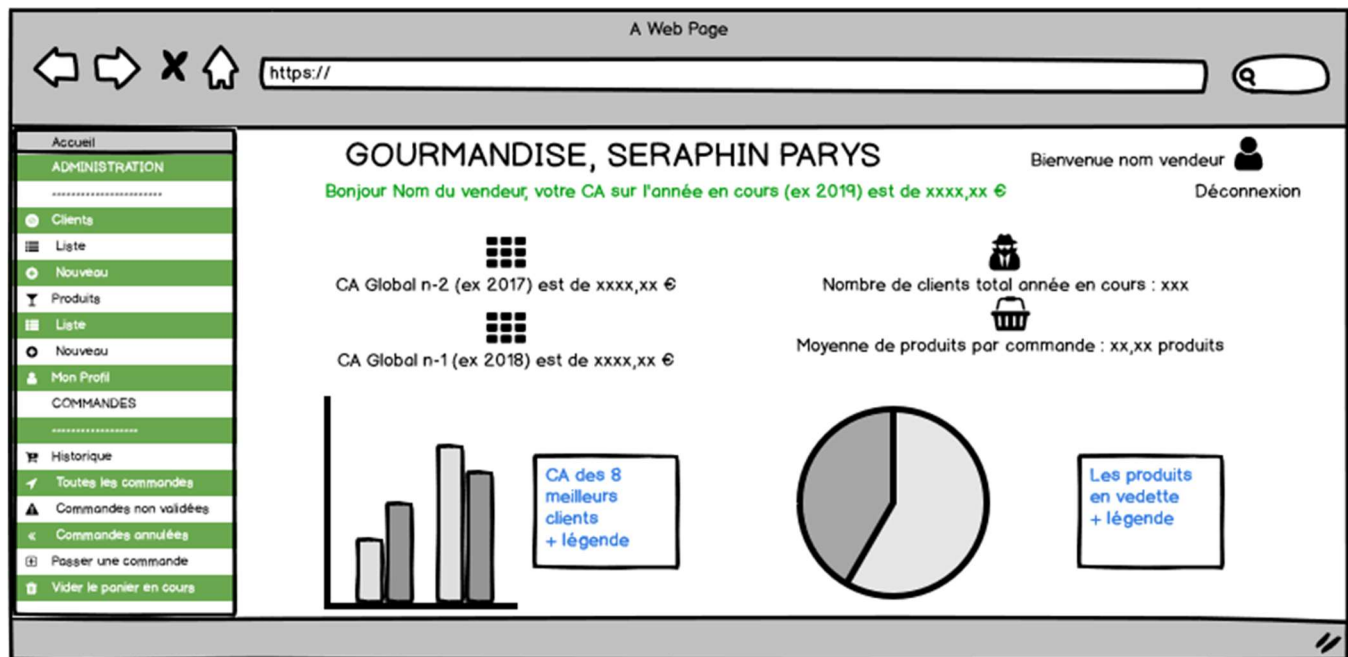 A Web Page
https://
Accueil
ADMINISTRATION
-----------------------
Clients
Liste
Nouveau
Produits
Liste
Nouveau
Mon Profil
COMMANDES
------------------
Historique
Toutes les commandes
Commandes non validées
Commandes annulées
Passer une commande
Vider le panier en cours
GOURMANDISE, SERAPHIN PARYS
Bienvenue nom vendeur
Bonjour Nom du vendeur, votre CA sur l'année en cours (ex 2019) est de xxxx,xx €
Déconnexion
CA Global n-2 (ex 2017) est de xxxx,xx €
Nombre de clients total année en cours : xxx
CA Global n-1 (ex 2018) est de xxxx,xx €
Moyenne de produits par commande : xx,xx produits
CA des 8
meilleurs
clients
+ légende
Les produits
en vedette
+ légende